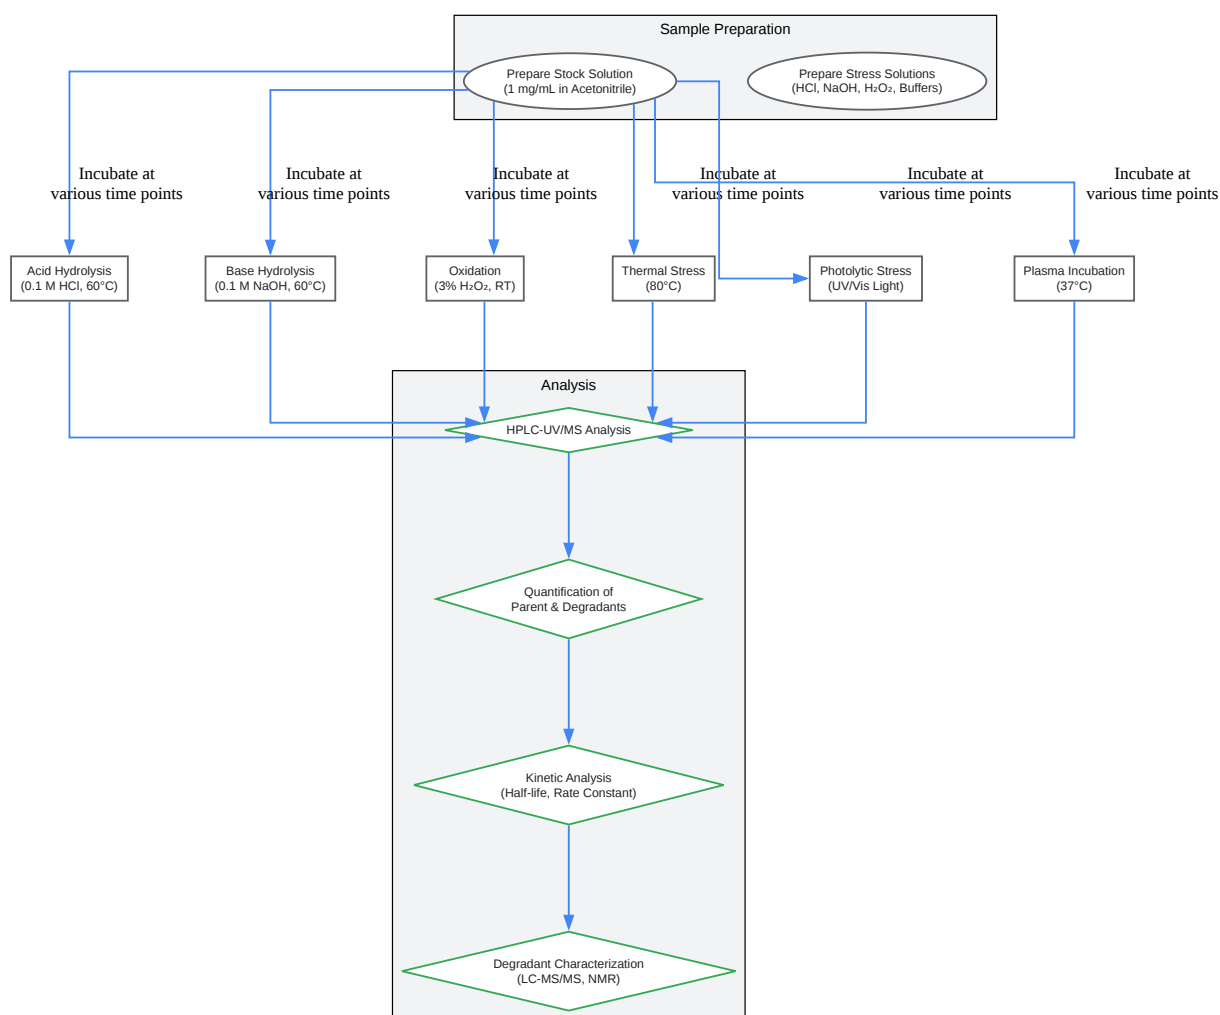 Sample Preparation
Prepare Stock Solution
(1 mg/mL in Acetonitrile)
Prepare Stress Solutions
(HCl, NaOH, H₂O₂, Buffers)
Incubate at
various time points
Incubate at
various time points
Incubate at
various time points
Incubate at
various time points
Incubate at
various time points
Incubate at
various time points
Acid Hydrolysis
(0.1 M HCl, 60°C)
Base Hydrolysis
(0.1 M NaOH, 60°C)
Oxidation
(3% H₂O₂, RT)
Thermal Stress
(80°C)
Photolytic Stress
(UV/Vis Light)
Plasma Incubation
(37°C)
Analysis
HPLC-UV/MS Analysis
Quantification of
Parent & Degradants
Kinetic Analysis
(Half-life, Rate Constant)
Degradant Characterization
(LC-MS/MS, NMR)